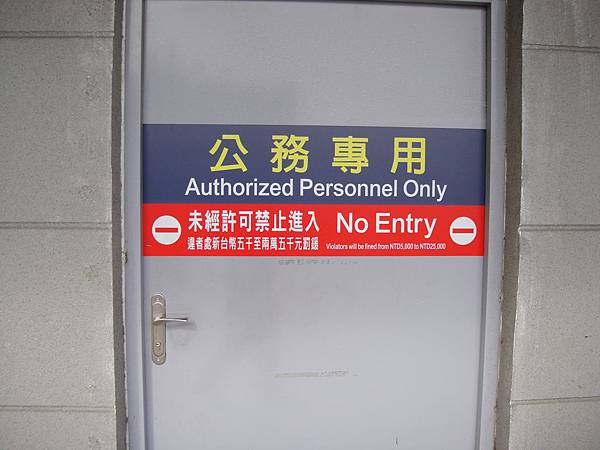 公務專用
Authorized Personnel Only
未經許可禁止進入 No Entry
違者處新台幣五千至兩萬五千元罰鍰 Violators will be fined from NTD5,000 to NTD25,000